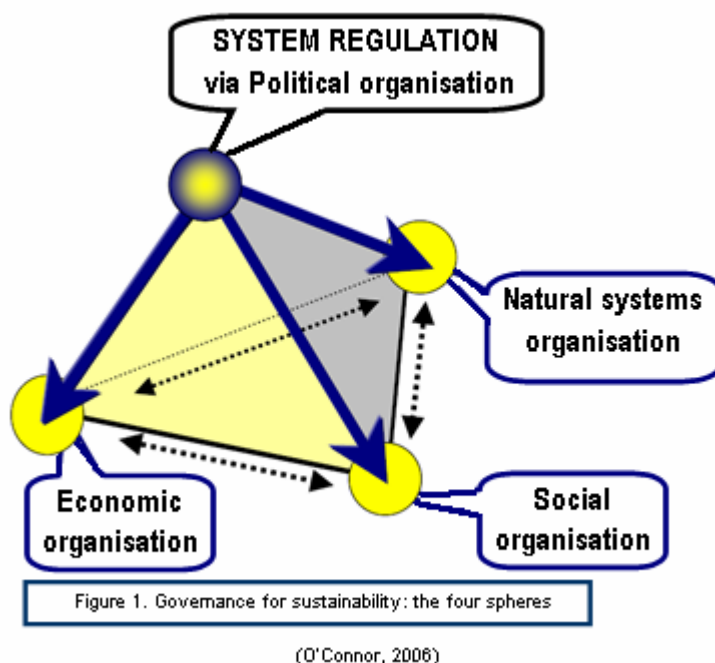 SYSTEM REGULATION
via Political organisation
Natural systems
organisation
Economic
organisation
Social
organisation
Figure 1. Governance for sustainability: the four spheres
(O'Connor, 2006)